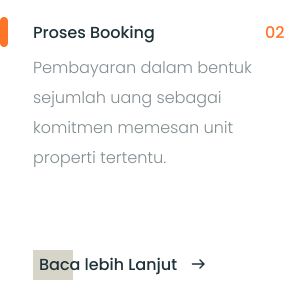 Proses Booking 02
Pembayaran dalam bentuk
sejumlah uang sebagai
komitmen memesan unit
properti tertentu.
Baca lebih Lanjut →